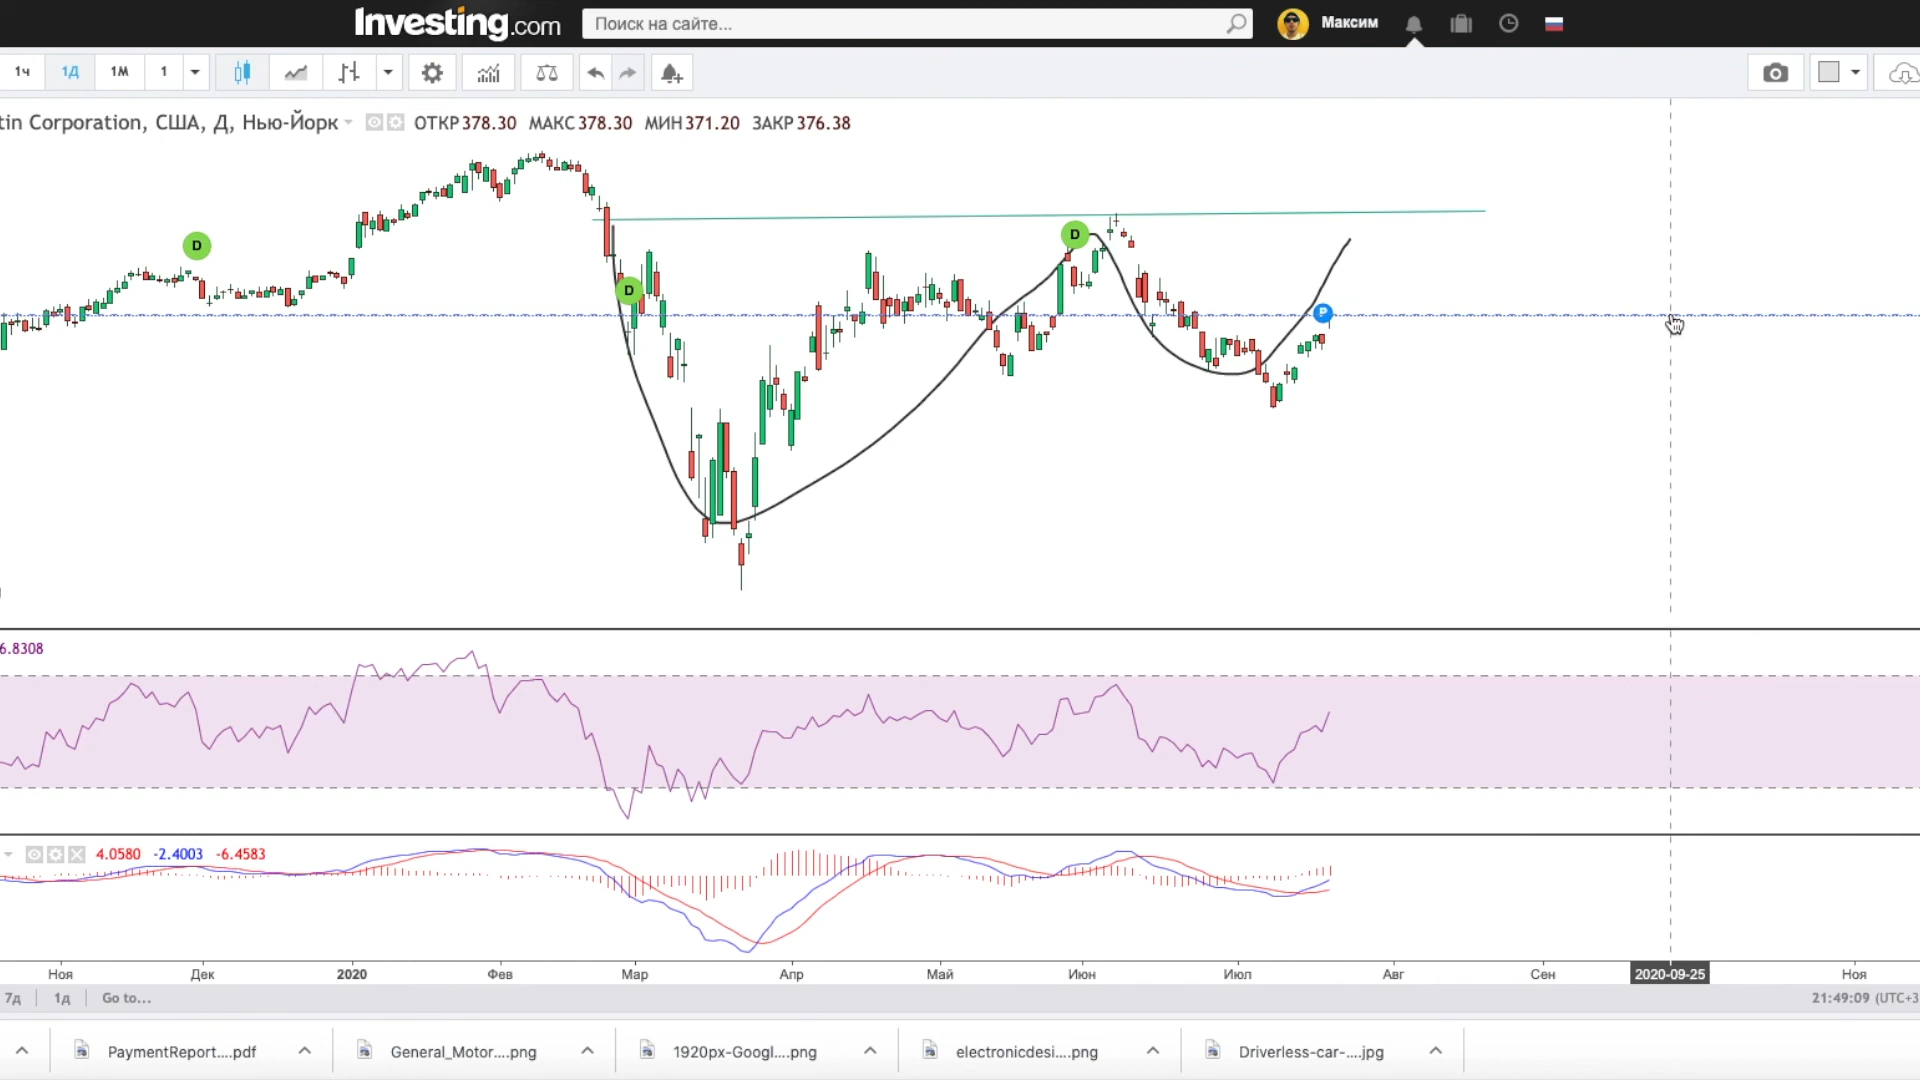 Investing.com
Поиск на сайте...
Максим
1ч 1Д 1М 1
tin Corporation, США, Д, Нью-Йорк ОТКР 378.30 МАКС 378.30 МИН 371.20 ЗАКР 376.38
D
D
D
P
6.8308
4.0580 -2.4003 -6.4583
Ноя Дек 2020 Фев Мар Апр Май Июн Июл Авг Сен 2020-09-25 Ноя
7д 1д Go to... 21:49:09 (UTC+3
PaymentReport....pdf General_Motor....png 1920px-Googl....png electronicdesi....png Driverless-car-....jpg